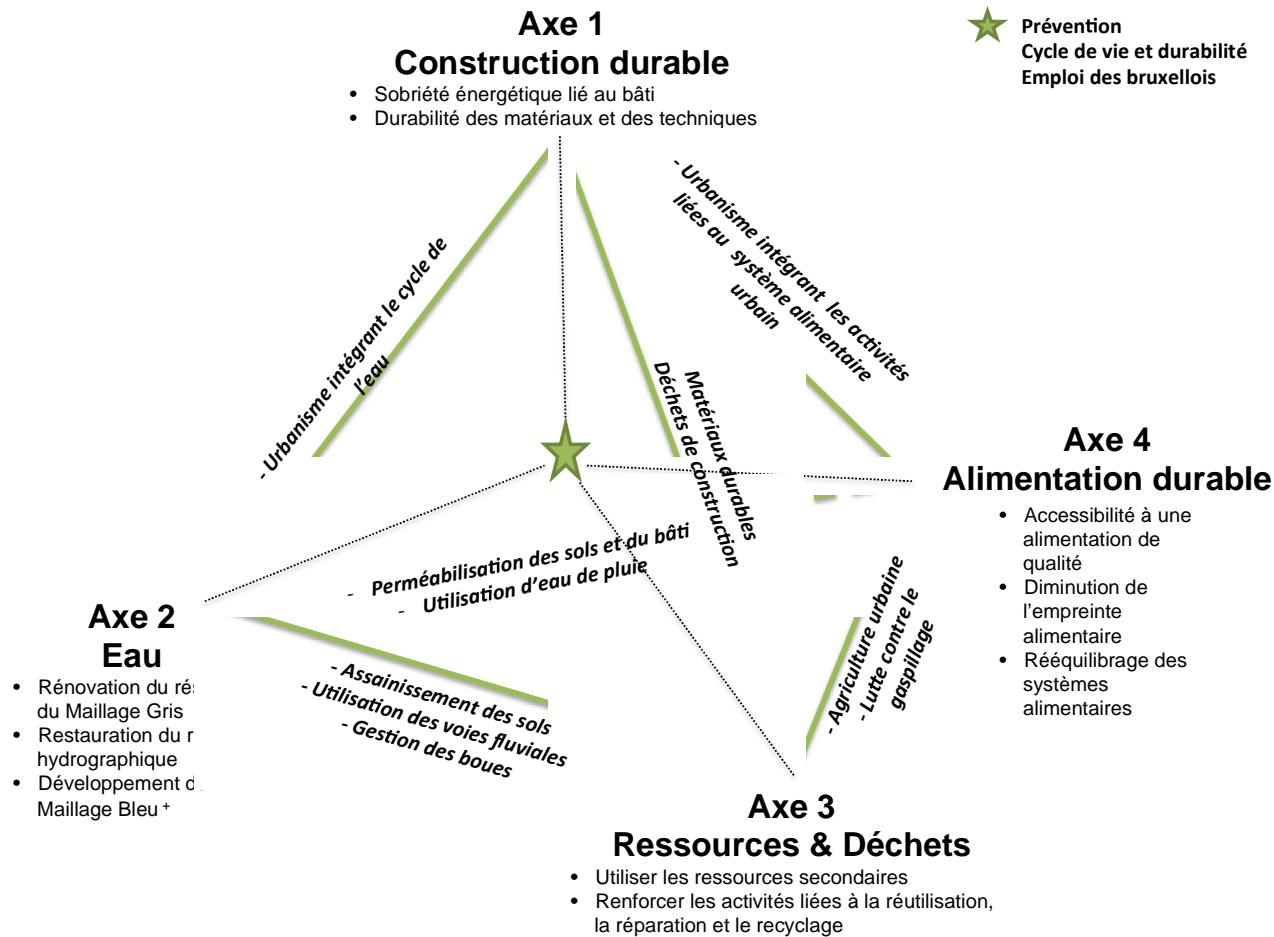 Axe 1
Construction durable
• Sobriété énergétique lié au bâti
• Durabilité des matériaux et des techniques
Prévention
Cycle de vie et durabilité
Emploi des bruxellois
- Urbanisme intégrant le cycle de
l’eau
- Urbanisme intégrant les activités
liées au système alimentaire
urbain
Matériaux durables
Déchets de construction
Axe 4
Alimentation durable
• Accessibilité à une
alimentation de
qualité
• Diminution de
l’empreinte
alimentaire
• Rééquilibrage des
systèmes
alimentaires
- Perméabilisation des sols et du bâti
- Utilisation d’eau de pluie
Axe 2
Eau
• Rénovation du
du Maillage Gris
• Restauration du
hydrographique
• Développement
Maillage Bleu +
- Assainissement des sols
- Utilisation des voies fluviales
- Gestion des boues
- Agriculture urbaine
- Lutte contre le
gaspillage
Axe 3
Ressources & Déchets
• Utiliser les ressources secondaires
• Renforcer les activités liées à la réutilisation,
la réparation et le recyclage